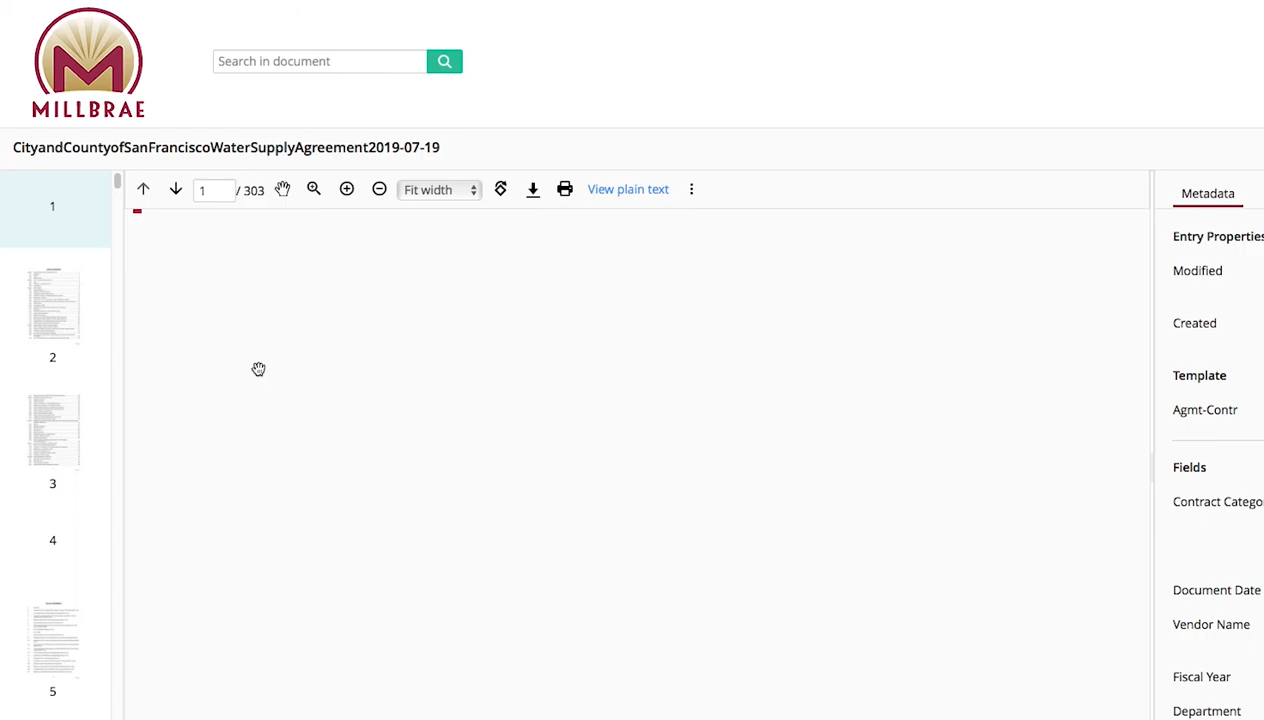 MILLBRAE
Search in document
CityandCountyofSanFranciscoWaterSupplyAgreement2019-07-19
1 / 303 Fit width View plain text
1
2
3
4
5
Metadata
Entry Properties
Modified
Created
Template
Agmt-Contr
Fields
Contract Catego
Document Date
Vendor Name
Fiscal Year
Department